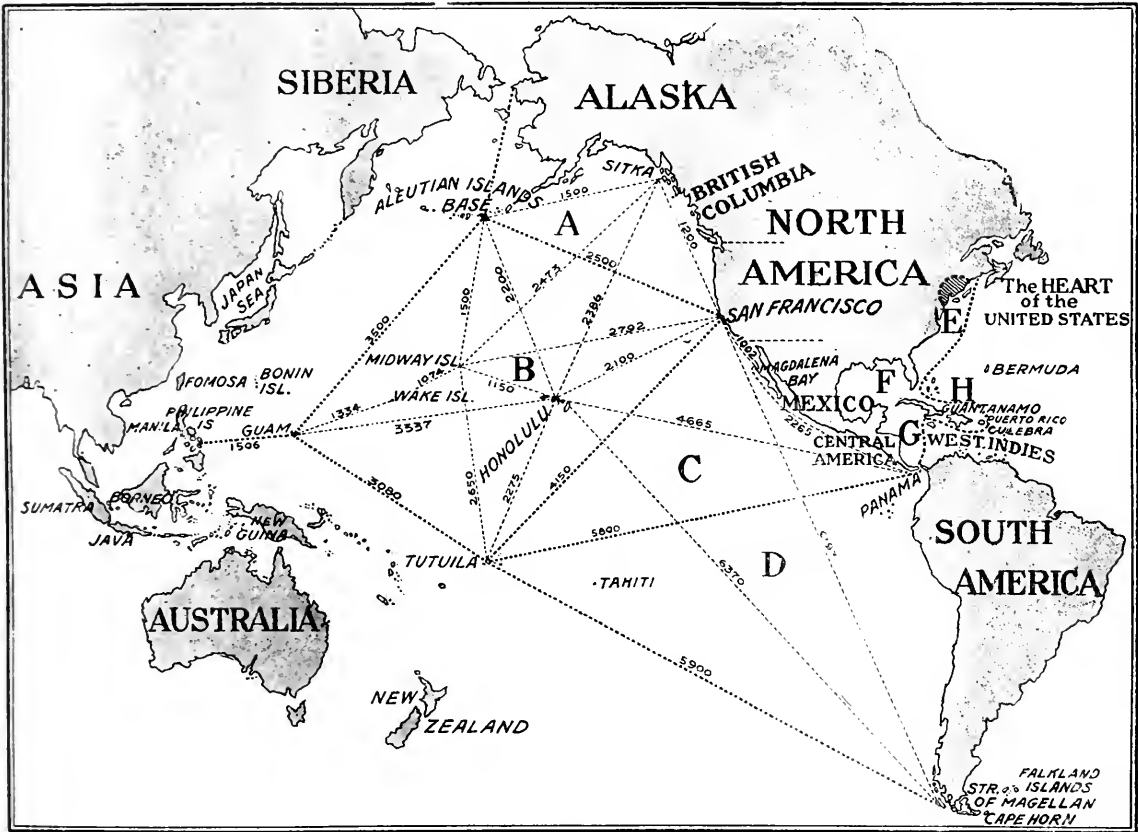 SIBERIA
ALASKA
SITKA
BRITISH
COLUMBIA
ALEUTIAN ISLANDS
BASE
1500
A
1200
NORTH
AMERICA
ASIA
JAPAN
SEA
2500
2473
2200
1500
2386
3500
SAN FRANCISCO
E
The HEART
of the
UNITED STATES
2792
1002
MIDWAY ISL.
1074
B
1150
2100
MAGDALENA
BAY
F
H
BERMUDA
FOMOSA
BONIN
ISL.
WAKE ISL.
1334
MEXICO
GUANTANAMO
PUERTO RICO
CULEBRA
PHILIPPINE
IS
MANILA
GUAM
1506
3337
HONOLULU
4665
2265
CENTRAL
AMERICA
G
WEST. INDIES
C
PANAMA
SUMATRA
BORNEO
JAVA
NEW
GUINA
3080
2650
2275
4150
TUTUILA
5800
TAHITI
6370
D
SOUTH
AMERICA
AUSTRALIA
5900
NEW
ZEALAND
FALKLAND
STR. ISLANDS
OF MAGELLAN
CAPE HORN